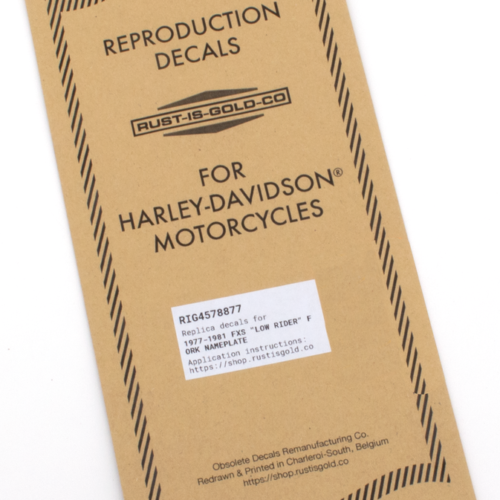 REPRODUCTION
DECALS
RUST-IS-GOLD-CO
FOR
HARLEY-DAVIDSON®
MOTORCYCLES
RIG4578877
Replica decals for
1977-1981 FXS "LOW RIDER" F
ORK NAMEPLATE
Application instructions:
https://shop.rustisgold.co
Obsolete Decals Remanufacturing Co.
Redrawn & Printed in Charleroi-South, Belgium
https://shop.rustisgold.co